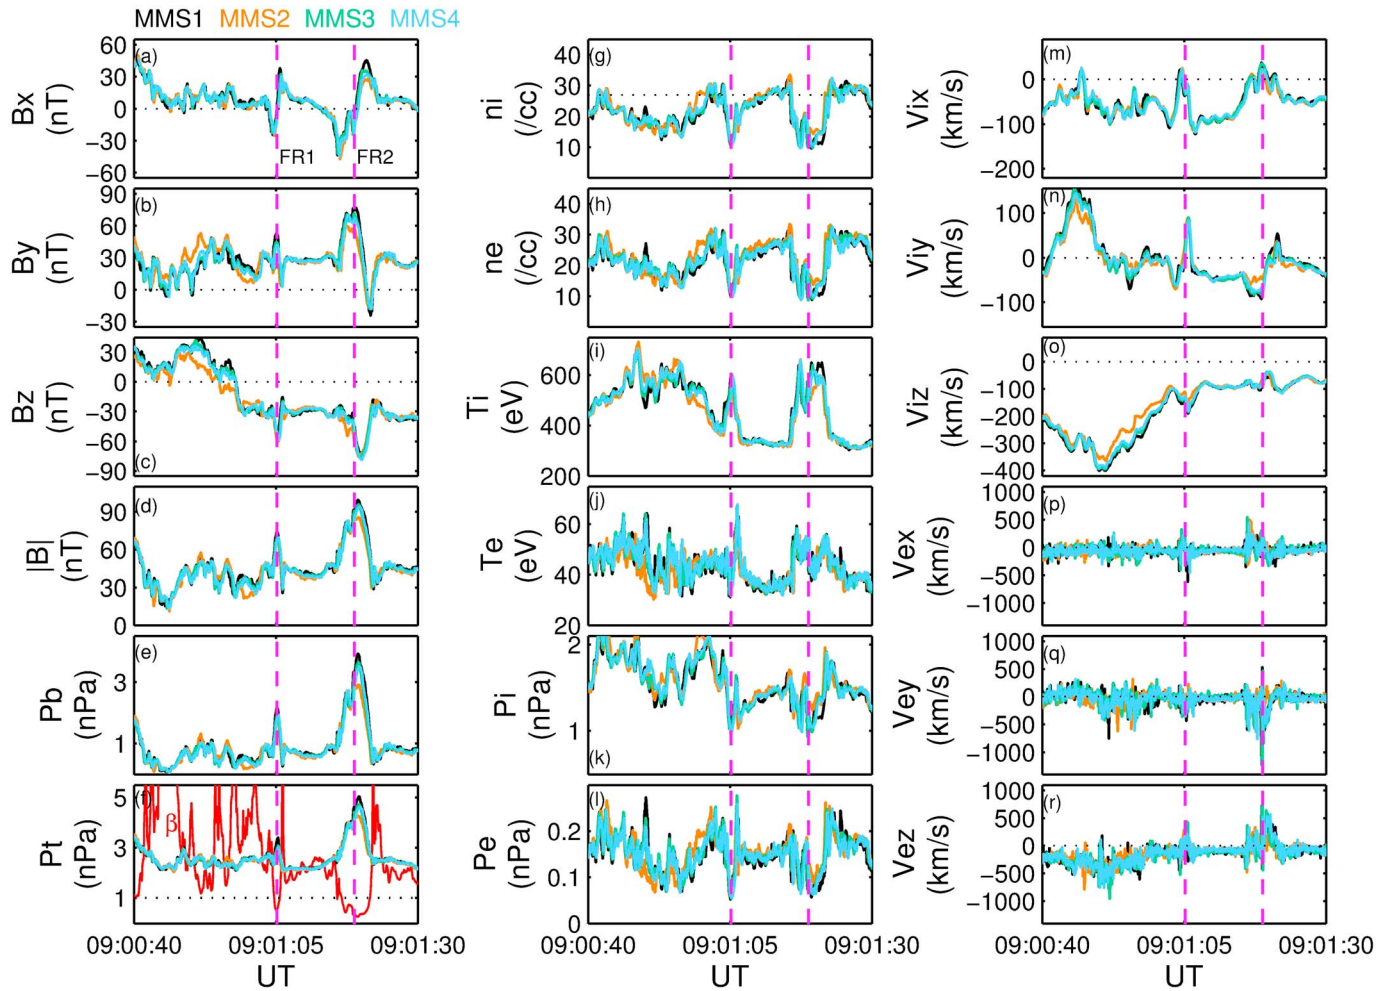 MMS1 MMS2 MMS3 MMS4
(a)
Bx
(nT)
60
30
0
−30
−60
FR1
FR2
(b)
By
(nT)
90
60
30
0
−30
(c)
Bz
(nT)
30
0
−30
−60
−90
(d)
|B|
(nT)
90
60
30
0
(e)
Pb
(nPa)
3
1
(f)
β
Pt
(nPa)
5
3
1
09:00:40 09:01:05 09:01:30
UT
(g)
ni
(/cc)
40
30
20
10
(h)
ne
(/cc)
40
30
20
10
(i)
Ti
(eV)
600
400
200
(j)
Te
(eV)
60
40
20
(k)
Pi
(nPa)
2
1
(l)
Pe
(nPa)
0.2
0.1
0
09:00:40 09:01:05 09:01:30
UT
(m)
Vix
(km/s)
0
−100
−200
(n)
Viy
(km/s)
100
0
−100
(o)
Viz
(km/s)
0
−100
−200
−300
−400
(p)
Vex
(km/s)
1000
500
0
−500
−1000
(q)
Vey
(km/s)
1000
500
0
−500
−1000
(r)
Vez
(km/s)
1000
500
0
−500
−1000
09:00:40 09:01:05 09:01:30
UT